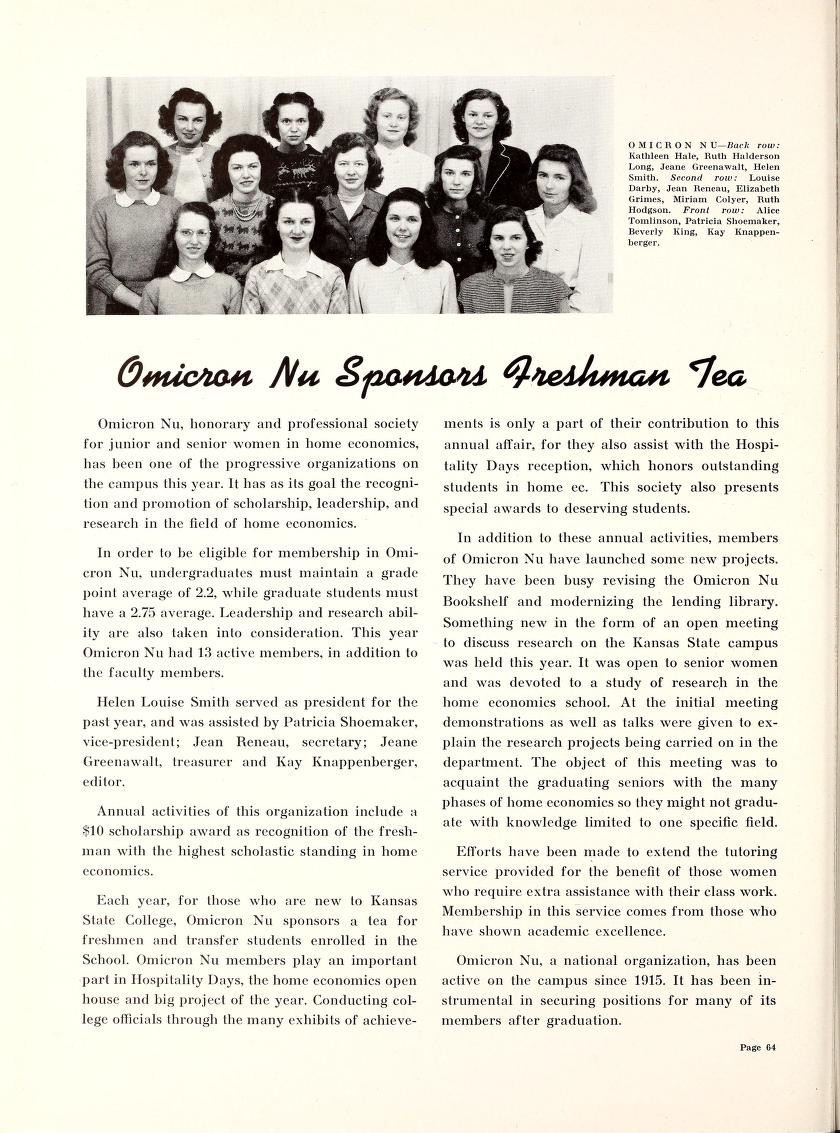 OMICRON NU—Back row:
Kathleen Hale, Ruth Halderson
Long, Jeane Greenawalt, Helen
Smith. Second row: Louise
Darby, Jean Reneau, Elizabeth
Grimes, Miriam Colyer, Ruth
Hodgson. Front row: Alice
Tomlinson, Patricia Shoemaker,
Beverly King, Kay Knappen-
berger.
Omicron Nu Sponsors Freshman Tea
Omicron Nu, honorary and professional society
for junior and senior women in home economics,
has been one of the progressive organizations on
the campus this year. It has as its goal the recogni-
tion and promotion of scholarship, leadership, and
research in the field of home economics.
In order to be eligible for membership in Omi-
cron Nu, undergraduates must maintain a grade
point average of 2.2, while graduate students must
have a 2.75 average. Leadership and research abil-
ity are also taken into consideration. This year
Omicron Nu had 13 active members, in addition to
the faculty members.
Helen Louise Smith served as president for the
past year, and was assisted by Patricia Shoemaker,
vice-president; Jean Reneau, secretary; Jeane
Greenawalt, treasurer and Kay Knappenberger,
editor.
Annual activities of this organization include a
$10 scholarship award as recognition of the fresh-
man with the highest scholastic standing in home
economics.
Each year, for those who are new to Kansas
State College, Omicron Nu sponsors a tea for
freshmen and transfer students enrolled in the
School. Omicron Nu members play an important
part in Hospitality Days, the home economics open
house and big project of the year. Conducting col-
lege officials through the many exhibits of achieve-
ments is only a part of their contribution to this
annual affair, for they also assist with the Hospi-
tality Days reception, which honors outstanding
students in home ec. This society also presents
special awards to deserving students.
In addition to these annual activities, members
of Omicron Nu have launched some new projects.
They have been busy revising the Omicron Nu
Bookshelf and modernizing the lending library.
Something new in the form of an open meeting
to discuss research on the Kansas State campus
was held this year. It was open to senior women
and was devoted to a study of research in the
home economics school. At the initial meeting
demonstrations as well as talks were given to ex-
plain the research projects being carried on in the
department. The object of this meeting was to
acquaint the graduating seniors with the many
phases of home economics so they might not gradu-
ate with knowledge limited to one specific field.
Efforts have been made to extend the tutoring
service provided for the benefit of those women
who require extra assistance with their class work.
Membership in this service comes from those who
have shown academic excellence.
Omicron Nu, a national organization, has been
active on the campus since 1915. It has been in-
strumental in securing positions for many of its
members after graduation.
Page 64